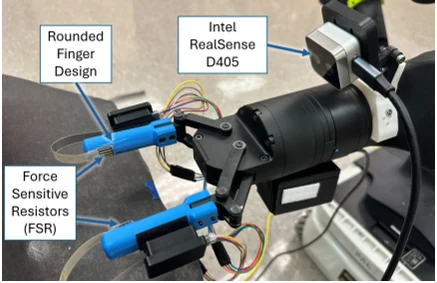 Rounded
Finger
Design
Intel
RealSense
D405
Force
Sensitive
Resistors
(FSR)